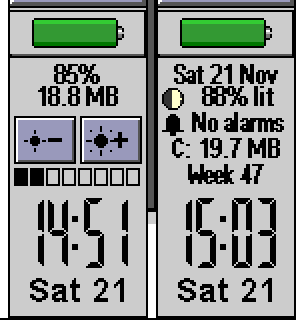 85%
18.8 MB
14:51
Sat 21
Sat 21 Nov
88% lit
No alarms
C: 19.7 MB
Week 47
15:03
Sat 21